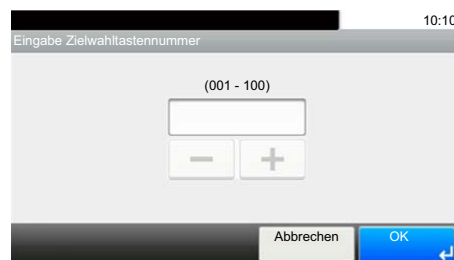 10:10
Eingabe Zielwahltastennummer
(001 - 100)
Abbrechen
OK